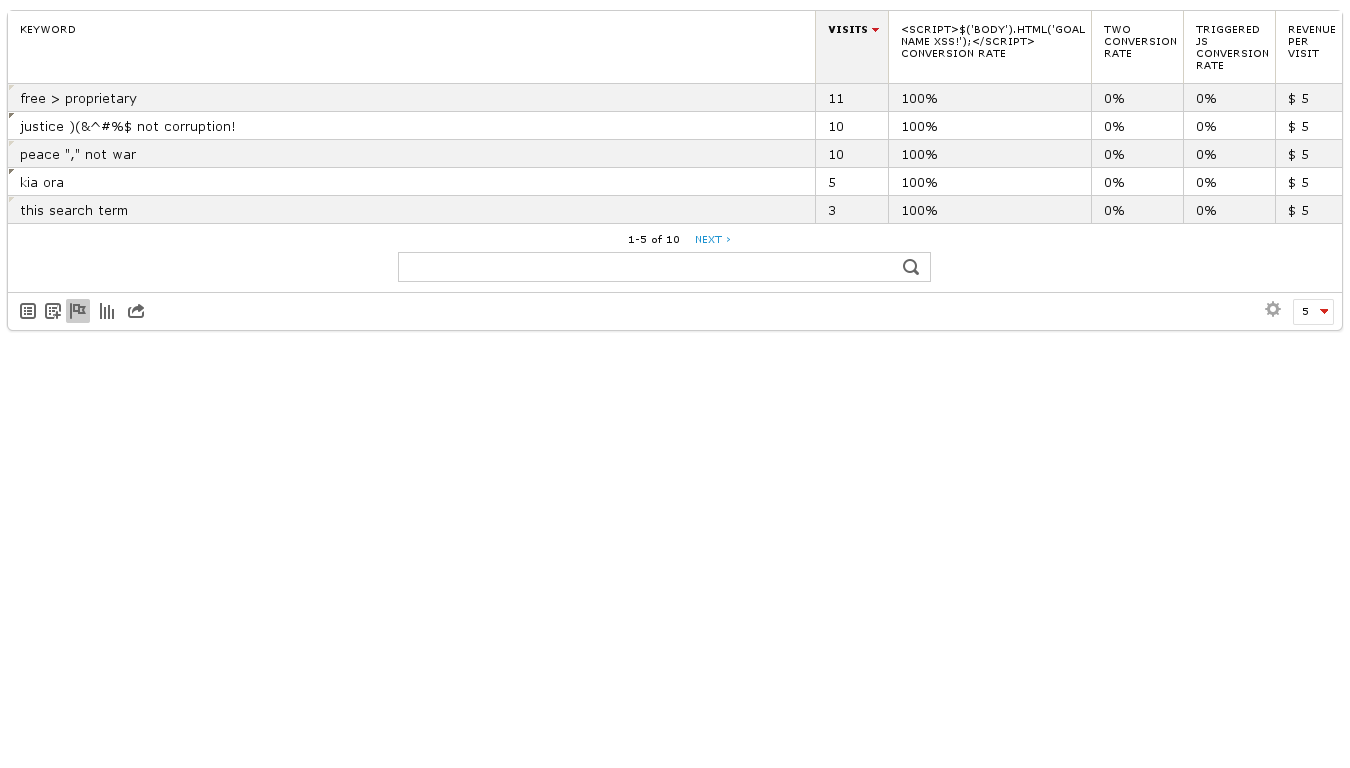 KEYWORD
VISITS
<SCRIPT>$('BODY').HTML('GOAL
NAME XSS!');</SCRIPT>
CONVERSION RATE
TWO
CONVERSION
RATE
TRIGGERED
JS
CONVERSION
RATE
REVENUE
PER
VISIT
free > proprietary 11 100% 0% 0% $ 5
justice )(&^#%$ not corruption! 10 100% 0% 0% $ 5
peace "," not war 10 100% 0% 0% $ 5
kia ora 5 100% 0% 0% $ 5
this search term 3 100% 0% 0% $ 5
1-5 of 10 NEXT ›
5